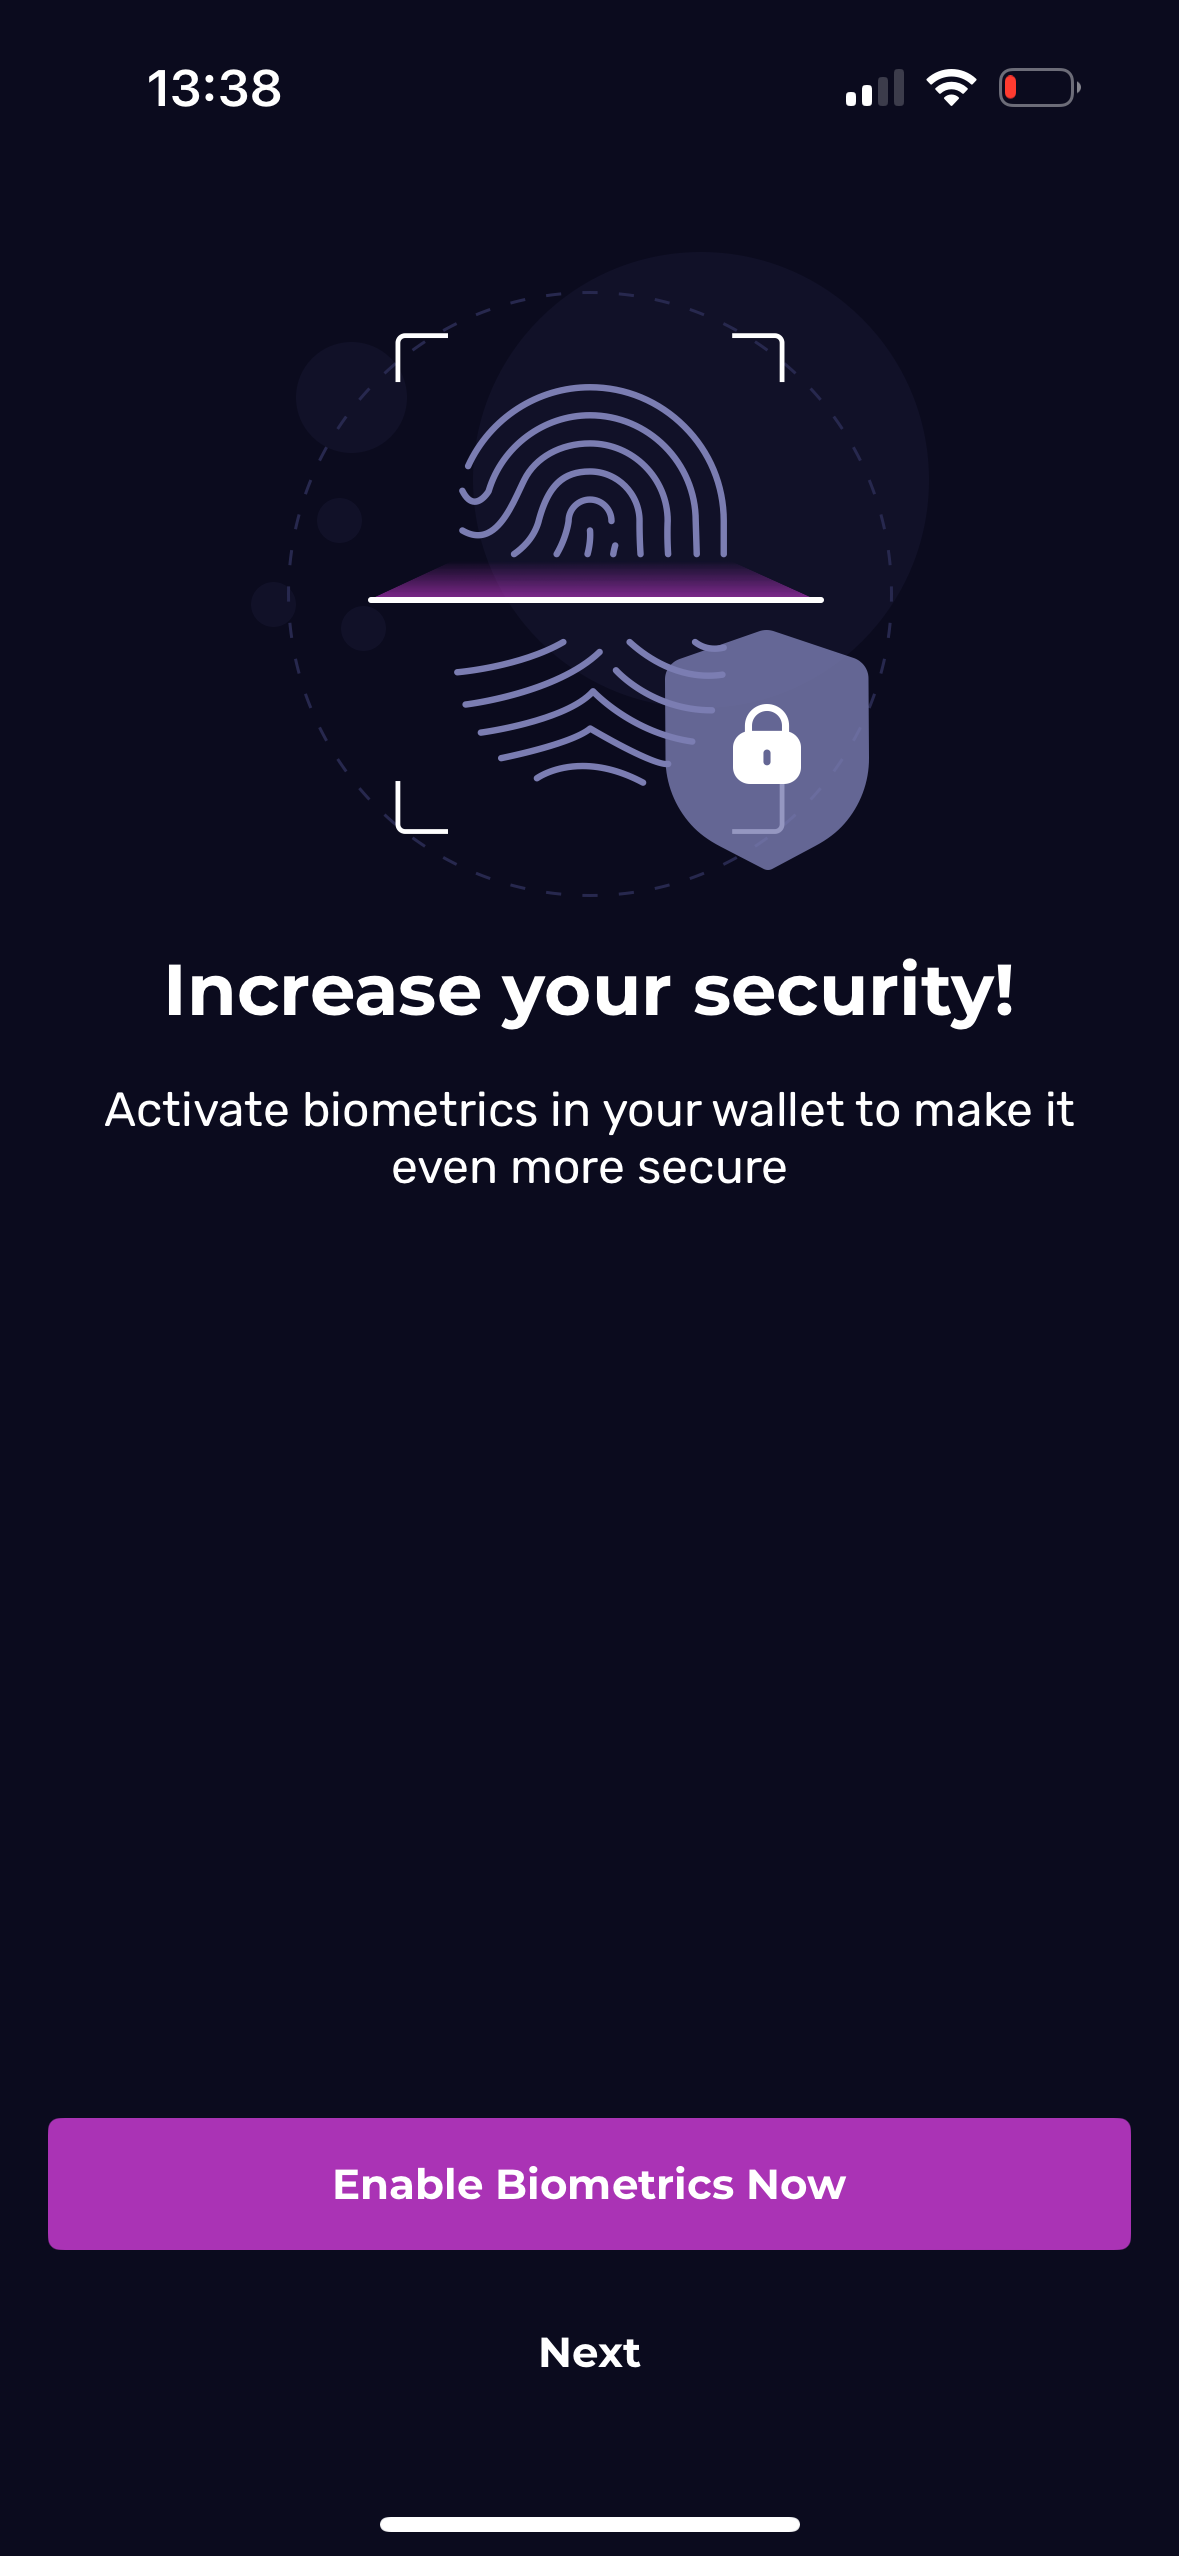 13:38
Increase your security!
Activate biometrics in your wallet to make it
even more secure
Enable Biometrics Now
Next